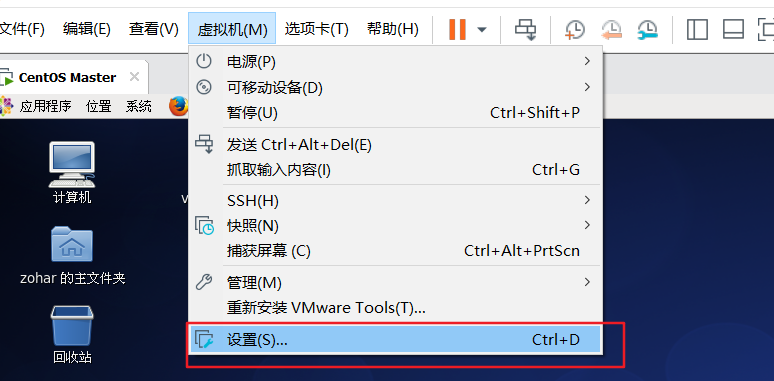 文件(F) 编辑(E) 查看(V) 虚拟机(M) 选项卡(T) 帮助(H)
CentOS Master
应用程序 位置 系统
电源(P)
可移动设备(D)
暂停(U) Ctrl+Shift+P
发送 Ctrl+Alt+Del(E)
抓取输入内容(I) Ctrl+G
SSH(H)
快照(N)
捕获屏幕 (C) Ctrl+Alt+PrtScn
管理(M)
重新安装 VMware Tools(T)...
设置(S)... Ctrl+D
计算机
zohar 的主文件夹
回收站